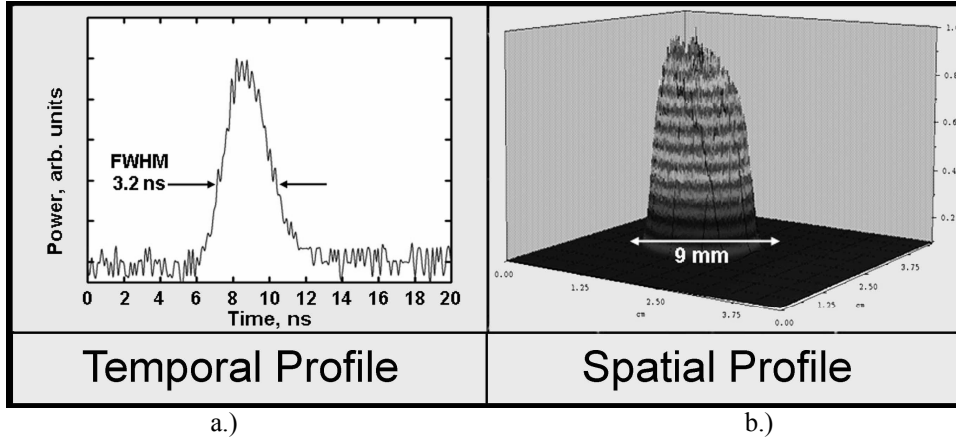 Power, arb. units
FWHM
3.2 ns
0 2 4 6 8 10 12 14 16 18 20
Time, ns
Temporal Profile
a.)
1.0
0.8
0.6
0.4
0.2
9 mm
0.00
1.25
2.50
3.75
cm
0.00
1.25
2.50
3.75
cm
Spatial Profile
b.)